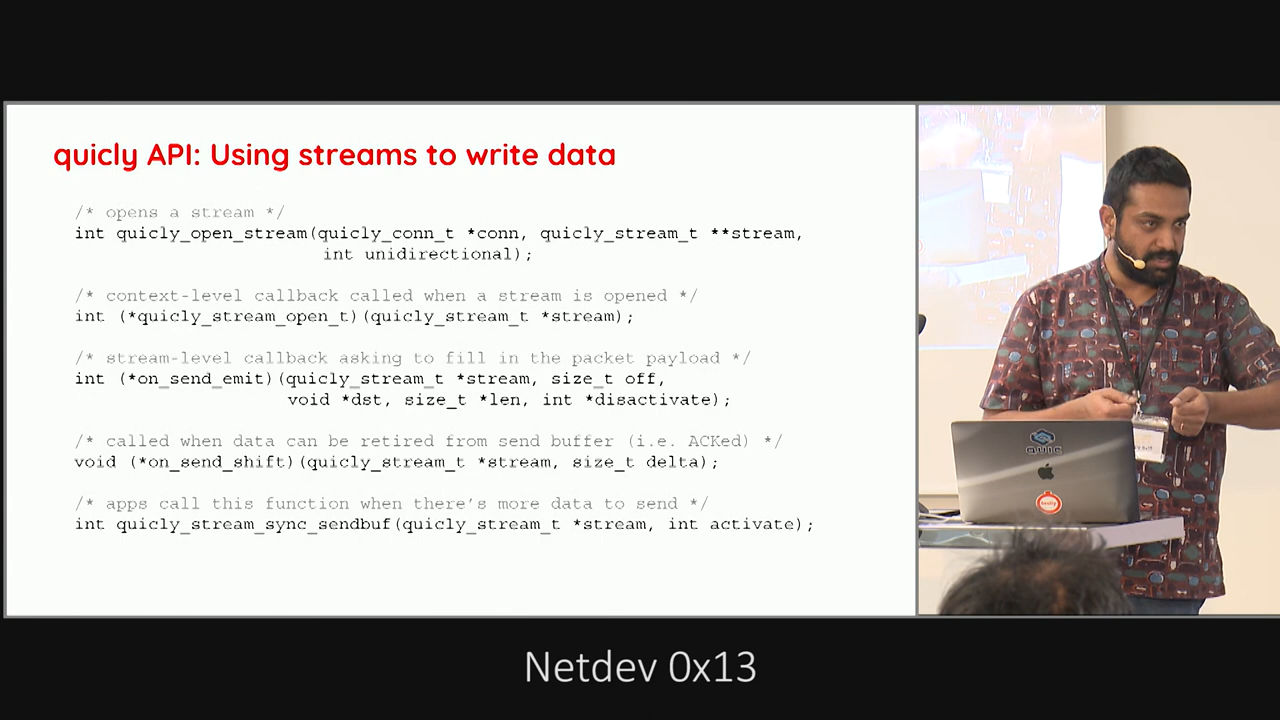 quicly API: Using streams to write data
/* opens a stream */
int quicly_open_stream(quicly_conn_t *conn, quicly_stream_t **stream,
int unidirectional);
/* context-level callback called when a stream is opened */
int (*quicly_stream_open_t)(quicly_stream_t *stream);
/* stream-level callback asking to fill in the packet payload */
int (*on_send_emit)(quicly_stream_t *stream, size_t off,
void *dst, size_t *len, int *disactivate);
/* called when data can be retired from send buffer (i.e. ACKed) */
void (*on_send_shift)(quicly_stream_t *stream, size_t delta);
/* apps call this function when there's more data to send */
int quicly_stream_sync_sendbuf(quicly_stream_t *stream, int activate);
QUIC
fastly
Netdev 0x13